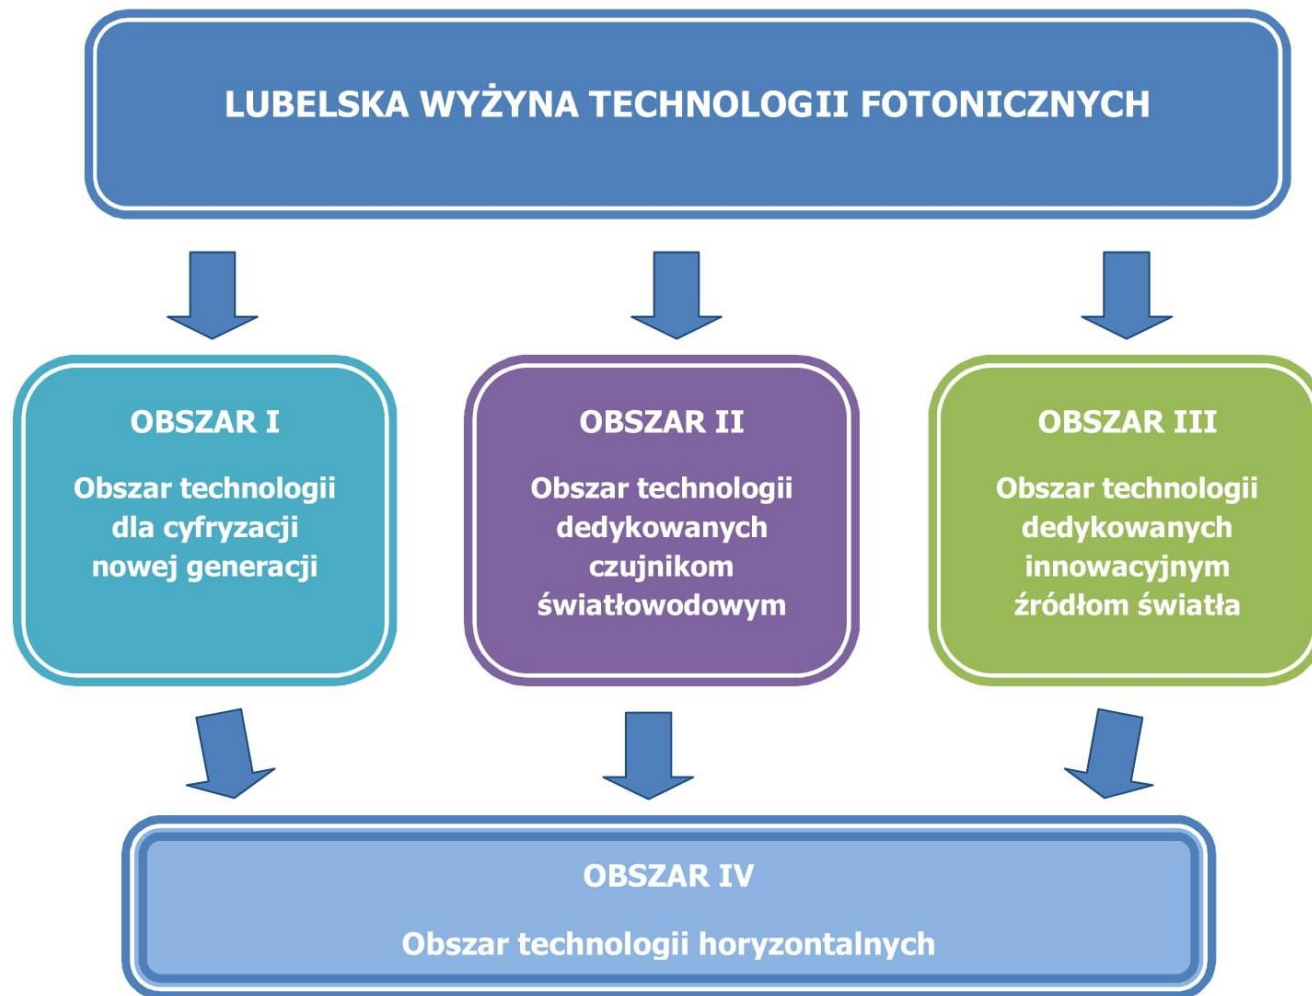 LUBELSKA WYŻYNA TECHNOLOGII FOTONICZNYCH
OBSZAR I
Obszar technologii
dla cyfryzacji
nowej generacji
OBSZAR II
Obszar technologii
dedykowanych
czujnikom
światłowodowym
OBSZAR III
Obszar technologii
dedykowanych
innowacyjnym
źródłom światła
OBSZAR IV
Obszar technologii horyzontalnych